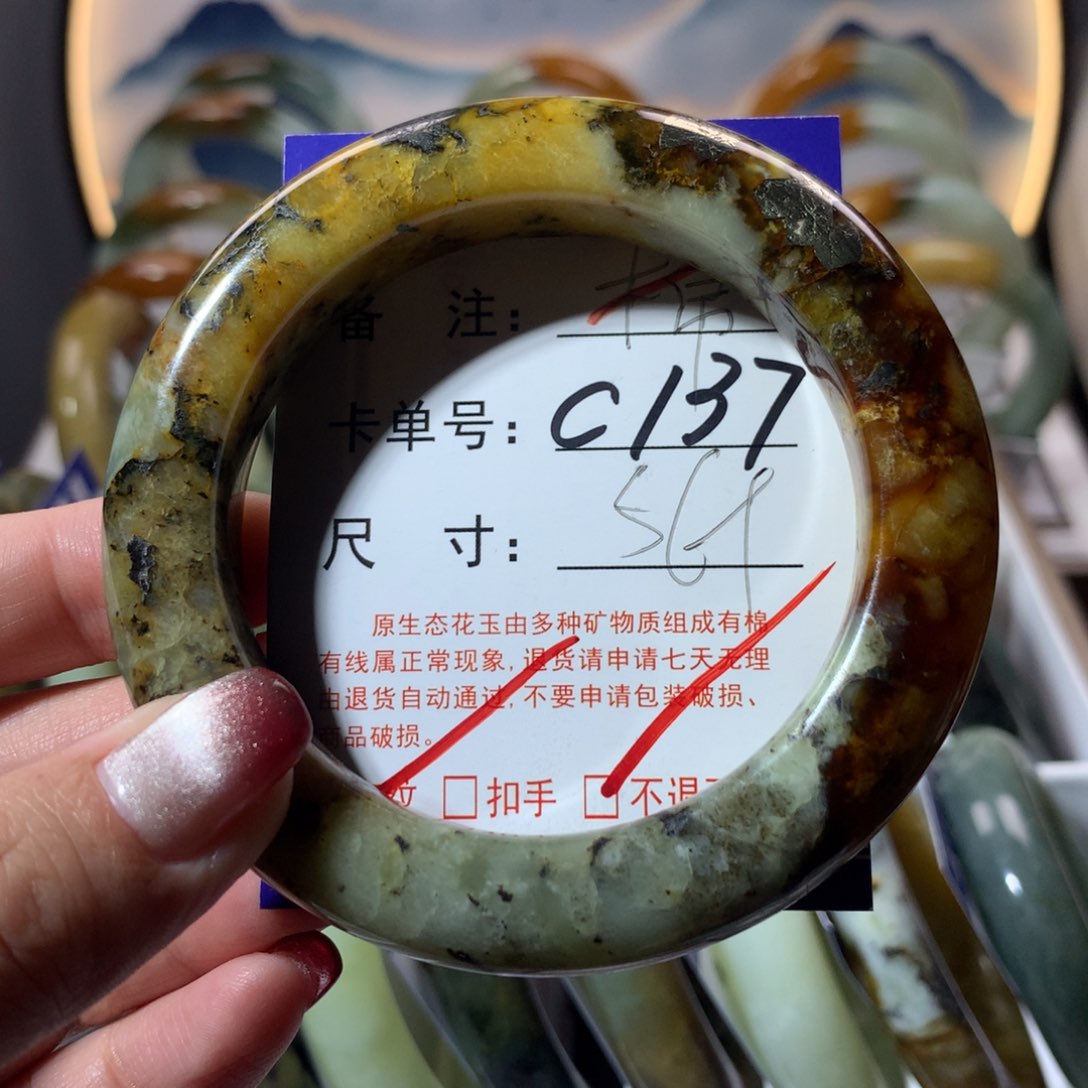 备 注：
卡单号：C137
尺 寸：
原生态花玉由多种矿物质组成有棉
有线属正常现象，退货请申请七天无理
由退货自动通过，不要申请包装破损、
商品破损。
纹 □扣手 □不退